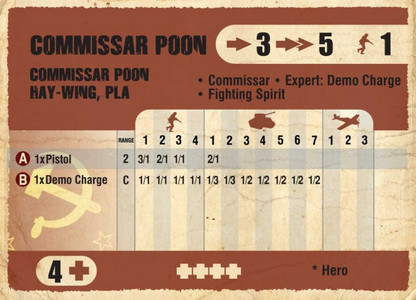 COMMISSAR POON 3 5 1
COMMISSAR POON
RAY-WING, PLA
• Commissar • Expert: Demo Charge
• Fighting Spirit
RANGE 1 2 3 4 1 2 3 4 5 6 7 1 2 3
A 1xPistol 2 3/1 2/1 1/1 2/1
B 1xDemo Charge C 1/1 1/1 1/1 1/1 1/3 1/3 1/2 1/2 1/2 1/2 1/2
4 * Hero